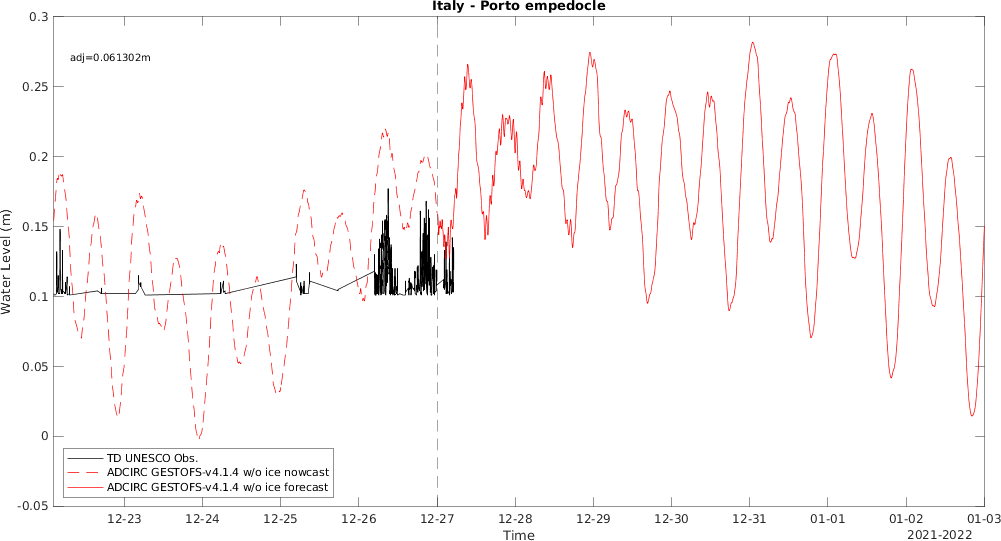 Italy - Porto empedocle
adj=0.061302m
Water Level (m)
0.3
0.25
0.2
0.15
0.1
0.05
0
-0.05
TD UNESCO Obs.
ADCIRC GESTOFS-v4.1.4 w/o ice nowcast
ADCIRC GESTOFS-v4.1.4 w/o ice forecast
12-23 12-24 12-25 12-26 12-27 12-28 12-29 12-30 12-31 01-01 01-02 01-03
Time
2021-2022